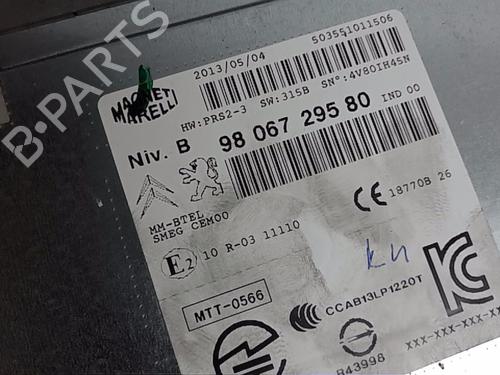 B-PARTS
2013/05/04
503551011506
MAGNETI
MARELLI
HW:PRS2-3 SW:315B SN°:4V80IH45N
Niv. B 98 067 295 80 IND 00
MM-BTEL
SMEG CEM00
CE 18770B 26
E2 10 R-03 11110
MTT-0566
CCAB13LP1220T
R43998
XXX-XXX-XXX-XXX